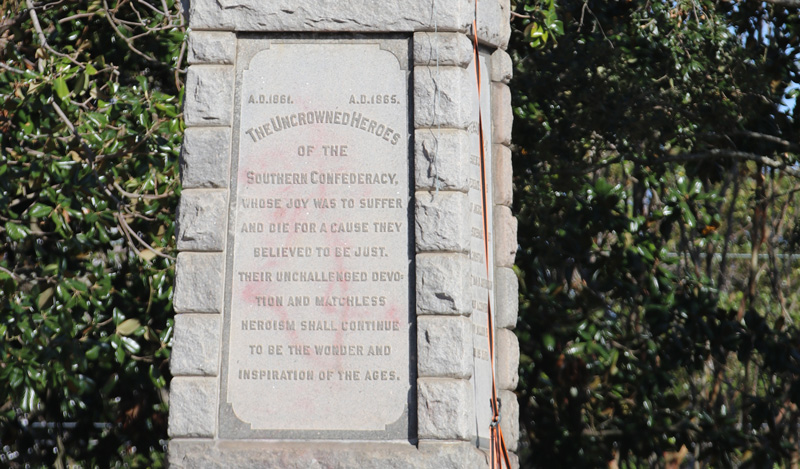 A.D.1861. A.D.1865.
THE UNCROWNED HEROES
OF THE
SOUTHERN CONFEDERACY,
WHOSE JOY WAS TO SUFFER
AND DIE FOR A CAUSE THEY
BELIEVED TO BE JUST.
THEIR UNCHALLENGED DEVO-
TION AND MATCHLESS
HEROISM SHALL CONTINUE
TO BE THE WONDER AND
INSPIRATION OF THE AGES.